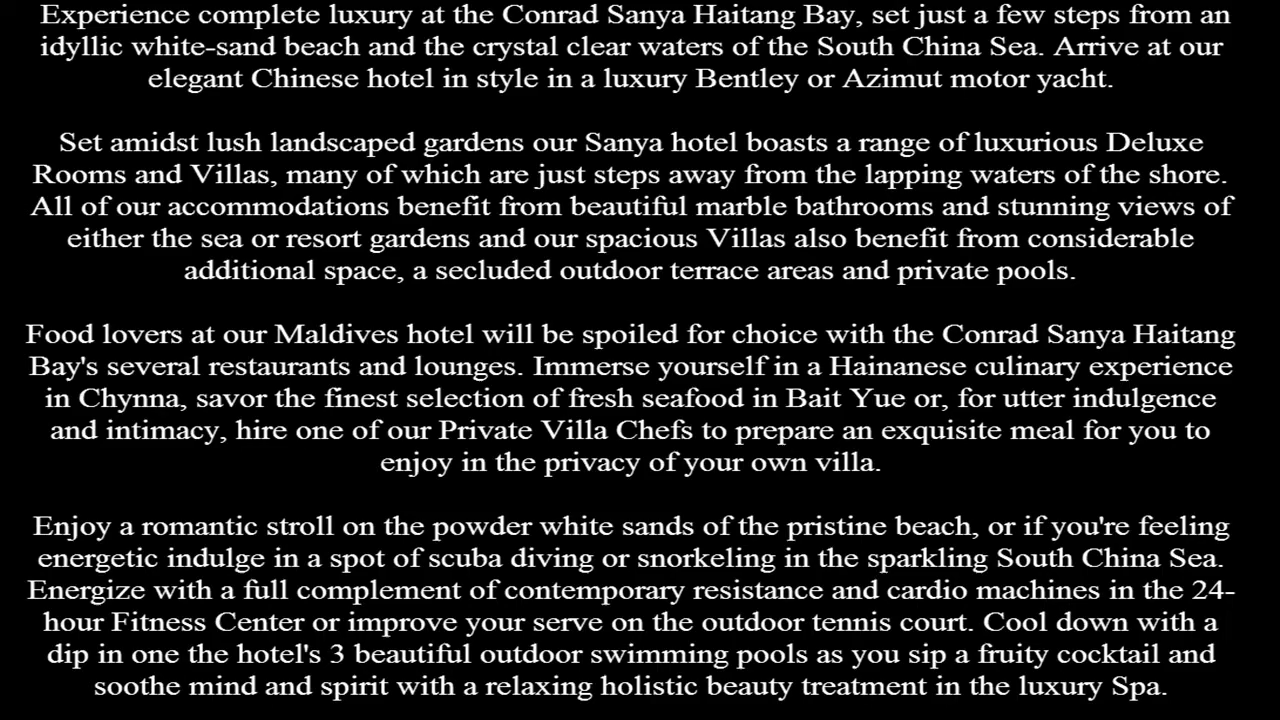 Experience complete luxury at the Conrad Sanya Haitang Bay, set just a few steps from an
idyllic white-sand beach and the crystal clear waters of the South China Sea. Arrive at our
elegant Chinese hotel in style in a luxury Bentley or Azimut motor yacht.
Set amidst lush landscaped gardens our Sanya hotel boasts a range of luxurious Deluxe
Rooms and Villas, many of which are just steps away from the lapping waters of the shore.
All of our accommodations benefit from beautiful marble bathrooms and stunning views of
either the sea or resort gardens and our spacious Villas also benefit from considerable
additional space, a secluded outdoor terrace areas and private pools.
Food lovers at our Maldives hotel will be spoiled for choice with the Conrad Sanya Haitang
Bay's several restaurants and lounges. Immerse yourself in a Hainanese culinary experience
in Chynna, savor the finest selection of fresh seafood in Bait Yue or, for utter indulgence
and intimacy, hire one of our Private Villa Chefs to prepare an exquisite meal for you to
enjoy in the privacy of your own villa.
Enjoy a romantic stroll on the powder white sands of the pristine beach, or if you're feeling
energetic indulge in a spot of scuba diving or snorkeling in the sparkling South China Sea.
Energize with a full complement of contemporary resistance and cardio machines in the 24-
hour Fitness Center or improve your serve on the outdoor tennis court. Cool down with a
dip in one the hotel's 3 beautiful outdoor swimming pools as you sip a fruity cocktail and
soothe mind and spirit with a relaxing holistic beauty treatment in the luxury Spa.